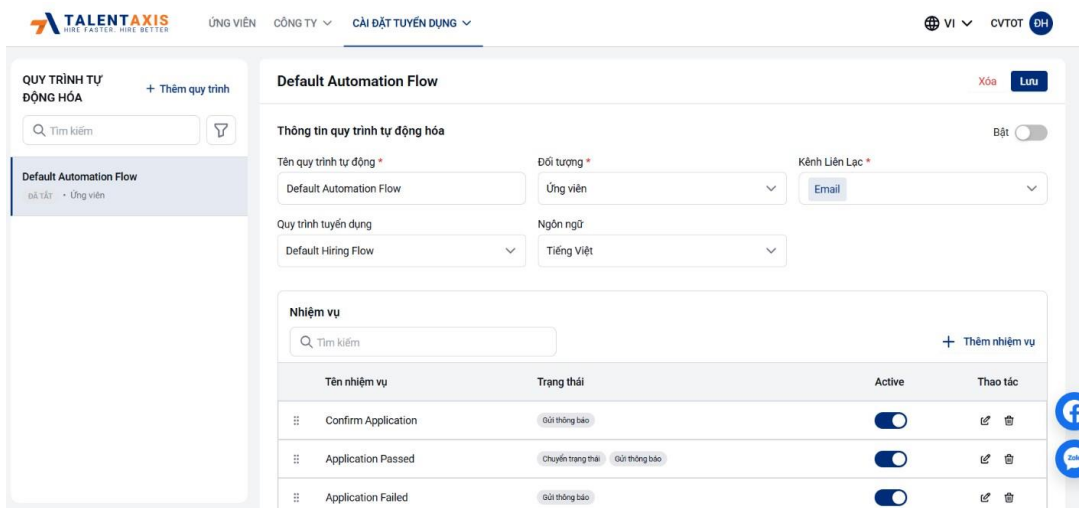 TALENTAXIS
HIRE FASTER. HIRE BETTER
ỨNG VIÊN CÔNG TY CÀI ĐẶT TUYỂN DỤNG
VI CVTOT ĐH
QUY TRÌNH TỰ ĐỘNG HÓA
+ Thêm quy trình
Tìm kiếm
Default Automation Flow
ĐÃ TẮT • Ứng viên
Default Automation Flow
Xóa Lưu
Thông tin quy trình tự động hóa
Bật
Tên quy trình tự động * Đối tượng * Kênh Liên Lạc *
Default Automation Flow Ứng viên Email
Quy trình tuyển dụng Ngôn ngữ
Default Hiring Flow Tiếng Việt
Nhiệm vụ
Tìm kiếm
+ Thêm nhiệm vụ
Tên nhiệm vụ Trạng thái Active Thao tác
Confirm Application Gửi thông báo
Application Passed Chuyển trạng thái Gửi thông báo
Application Failed Gửi thông báo
Zalo